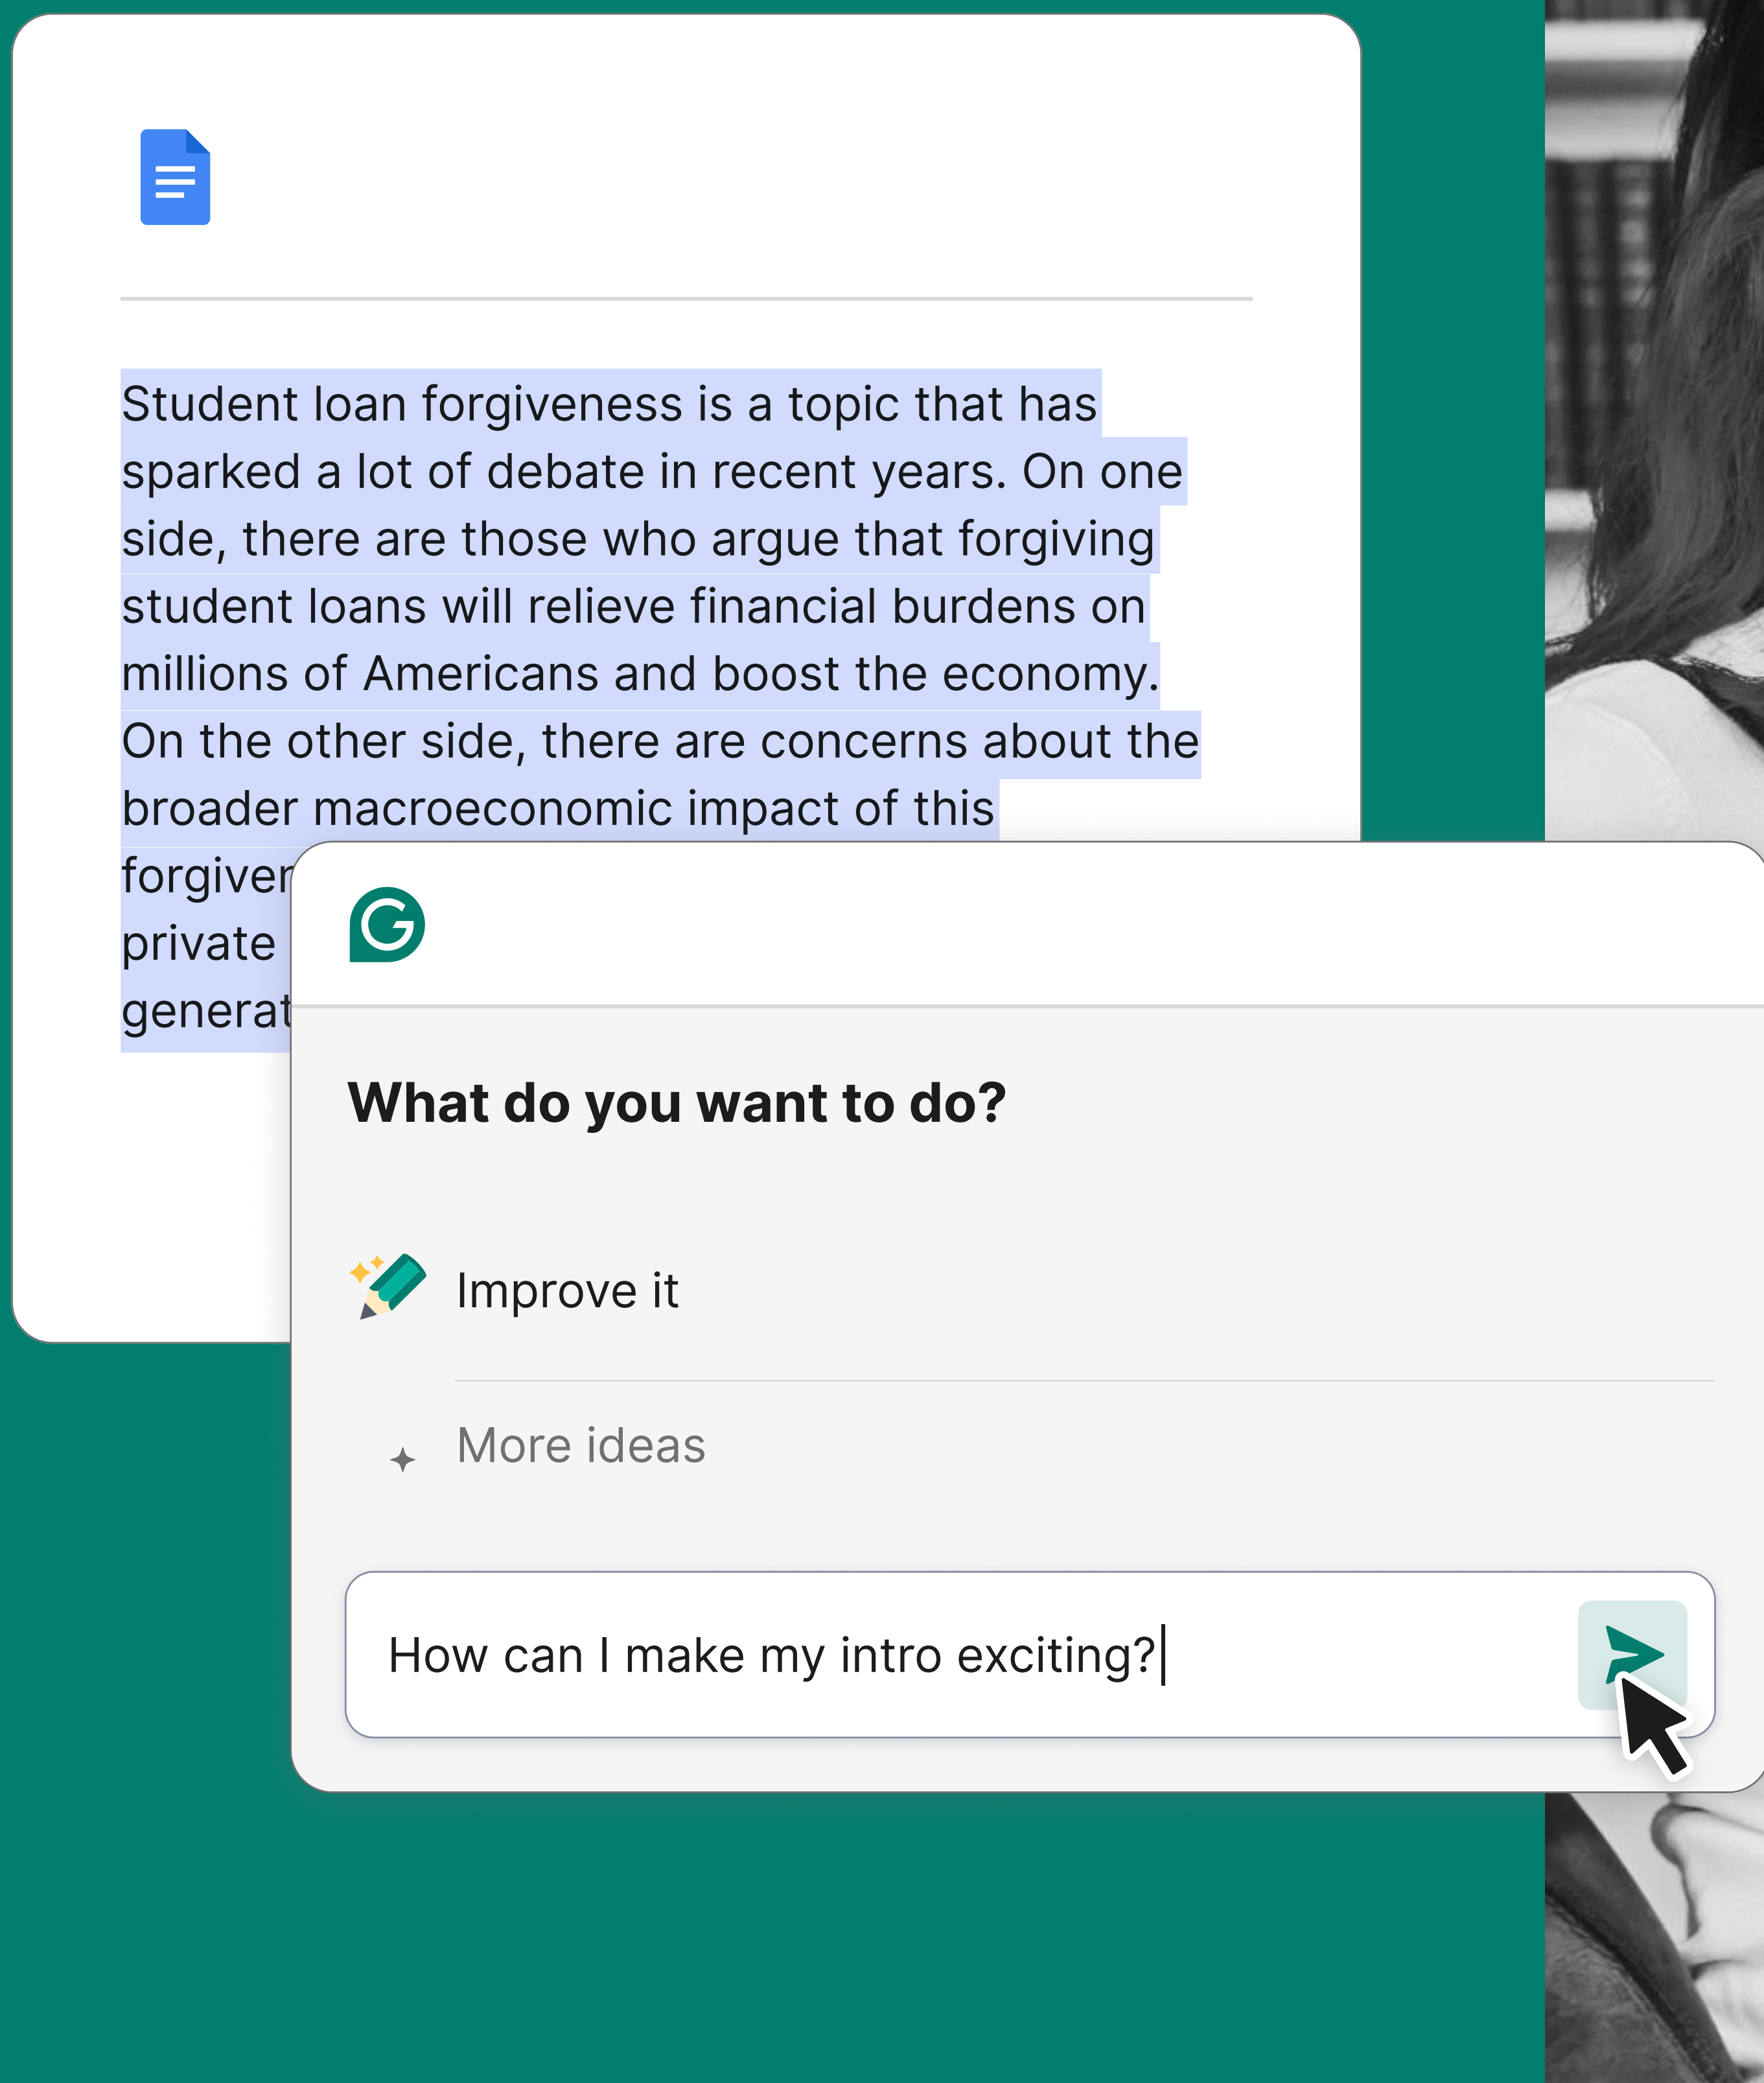 Student loan forgiveness is a topic that has
sparked a lot of debate in recent years. On one
side, there are those who argue that forgiving
student loans will relieve financial burdens on
millions of Americans and boost the economy.
On the other side, there are concerns about the
broader macroeconomic impact of this
private
What do you want to do?
Improve it
More ideas
How can I make my intro exciting?